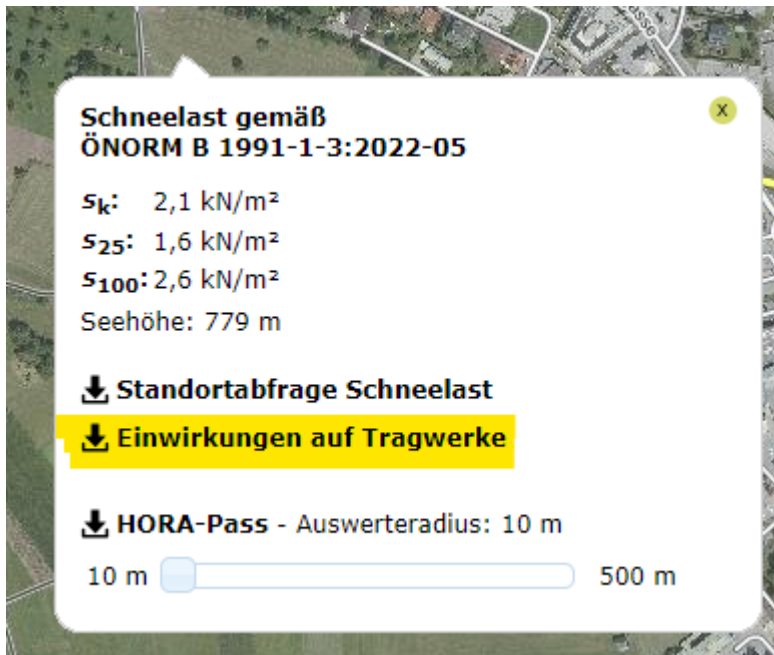 asse
Schneelast gemäß
ÖNORM B 1991-1-3:2022-05
x
sk: 2,1 kN/m²
s25: 1,6 kN/m²
s100: 2,6 kN/m²
Seehöhe: 779 m
Standortabfrage Schneelast
Einwirkungen auf Tragwerke
HORA-Pass - Auswerteradius: 10 m
10 m 500 m